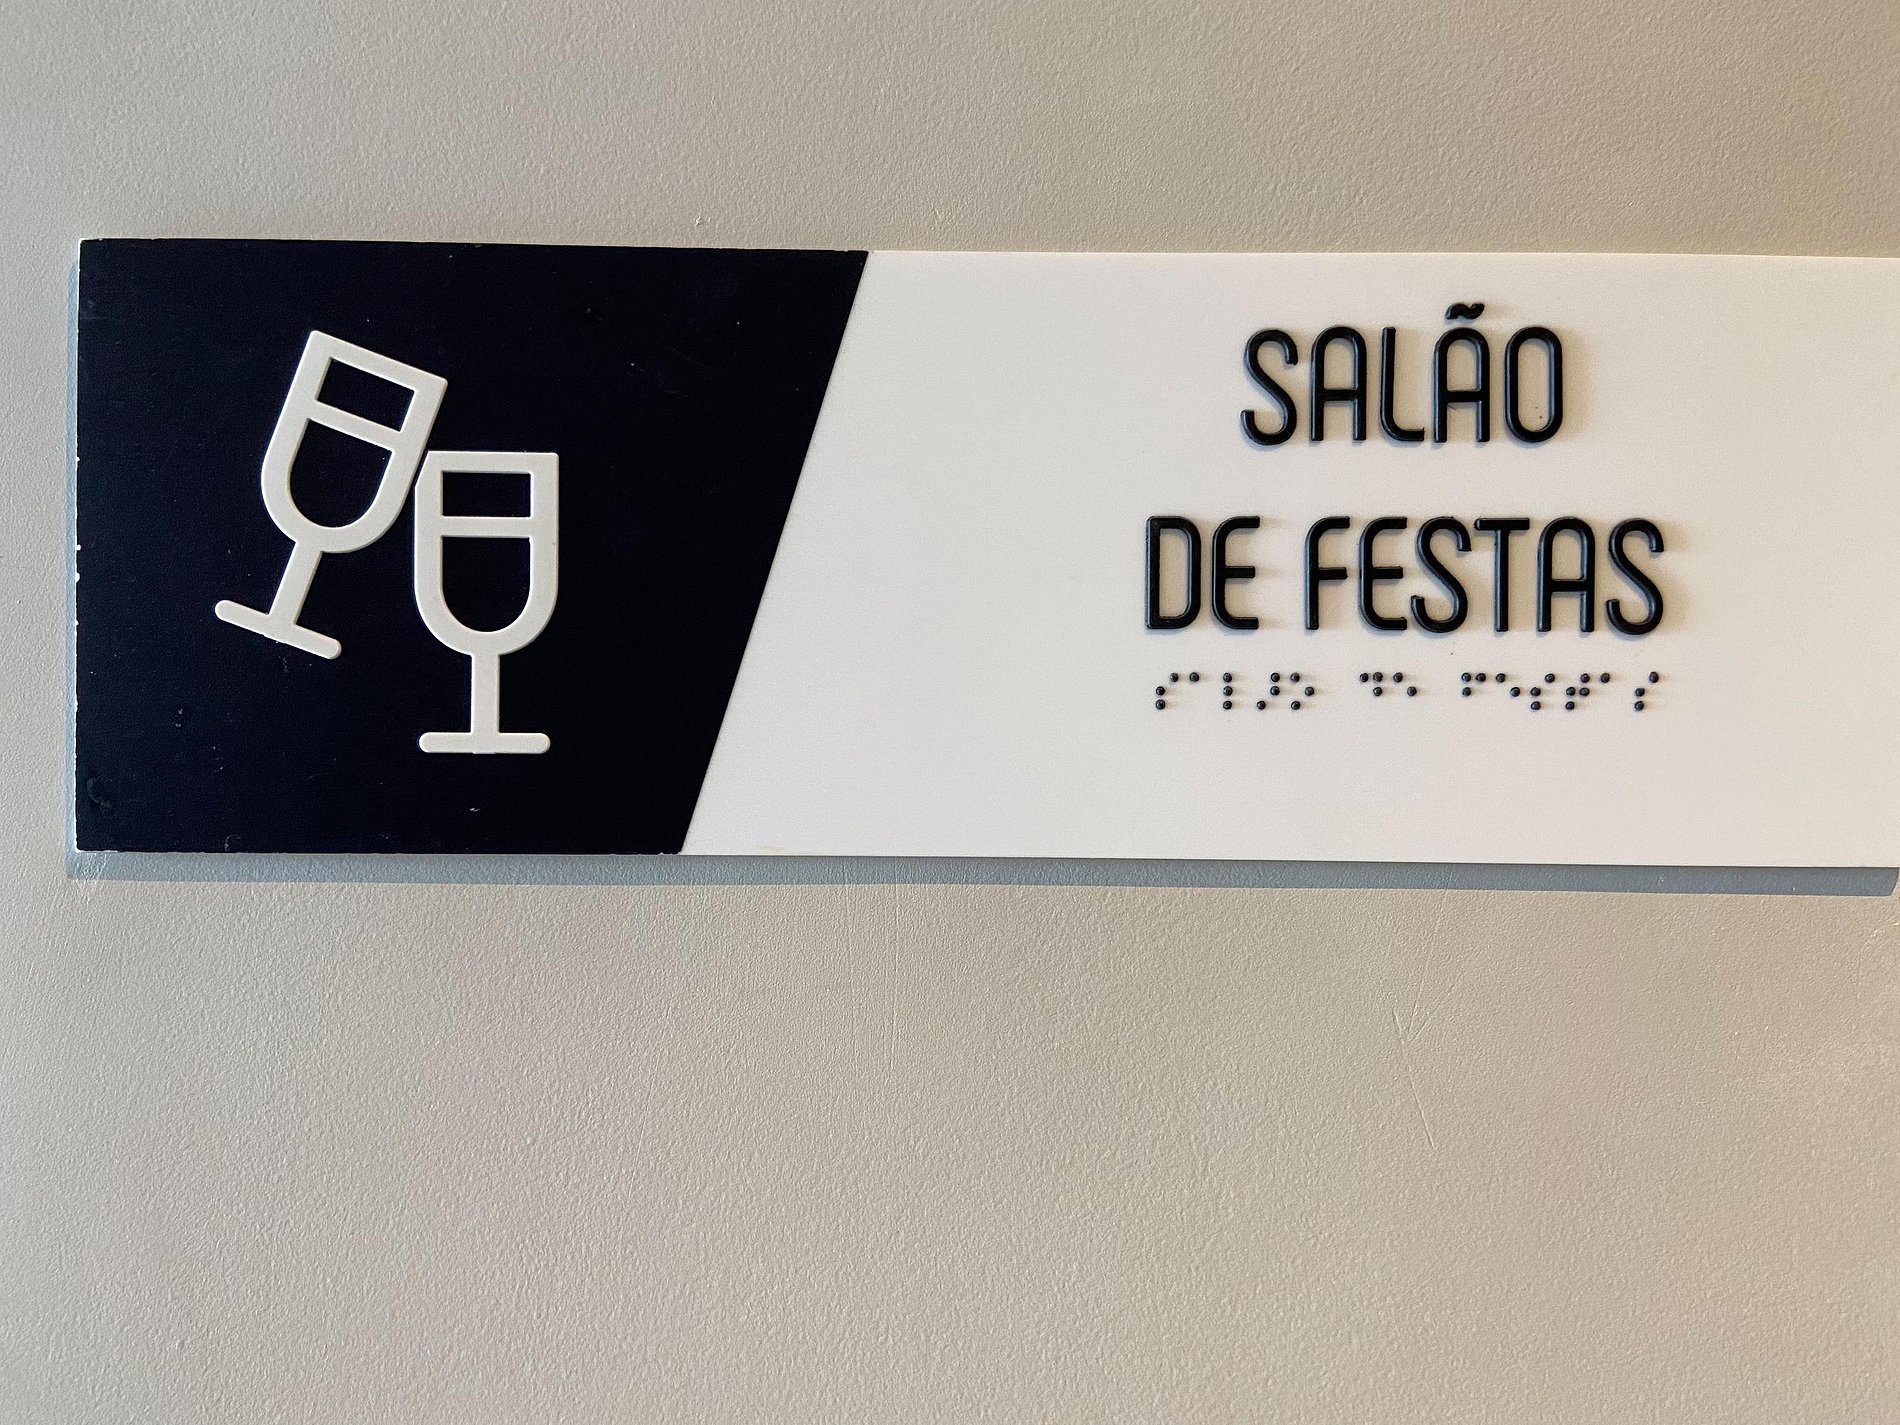 SALÃO
DE FESTAS
⠎⠁⠇⠜⠕ ⠙⠑ ⠋⠑⠎⠞⠁⠎